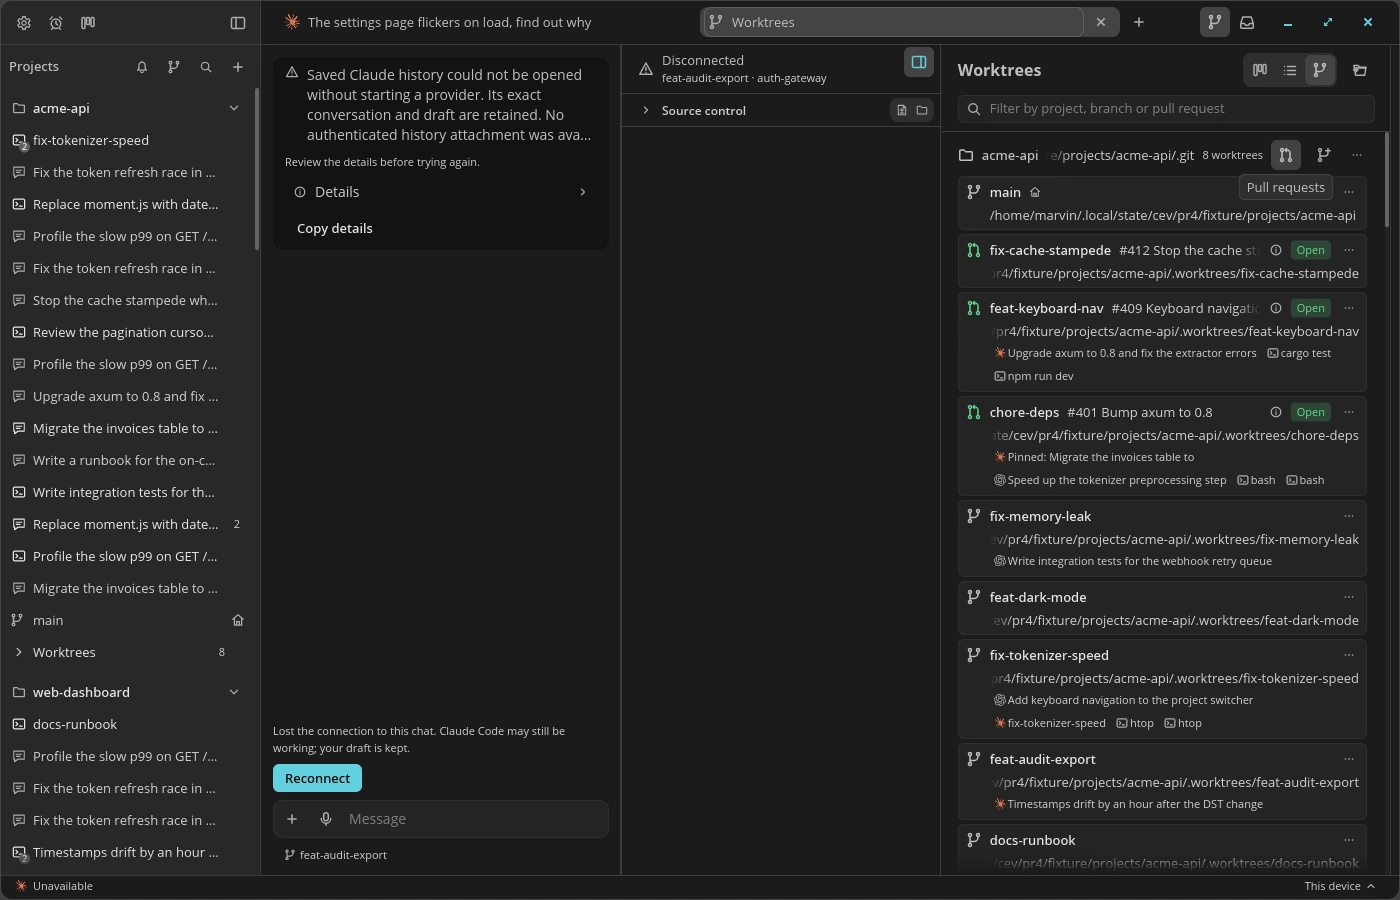 The settings page flickers on load, find out why
Worktrees
Projects
acme-api
fix-tokenizer-speed
2
Fix the token refresh race in ...
Replace moment.js with date...
Profile the slow p99 on GET /...
Fix the token refresh race in ...
Stop the cache stampede wh...
Review the pagination curso...
Profile the slow p99 on GET /...
Upgrade axum to 0.8 and fix ...
Migrate the invoices table to ...
Write a runbook for the on-c...
Write integration tests for th...
Replace moment.js with date... 2
Profile the slow p99 on GET /...
Migrate the invoices table to ...
main
Worktrees 8
web-dashboard
docs-runbook
Profile the slow p99 on GET /...
Fix the token refresh race in ...
Fix the token refresh race in ...
Timestamps drift by an hour ...
2
Saved Claude history could not be opened
without starting a provider. Its exact
conversation and draft are retained. No
authenticated history attachment was ava...
Review the details before trying again.
Details
Copy details
Lost the connection to this chat. Claude Code may still be
working; your draft is kept.
Reconnect
Message
feat-audit-export
Disconnected
feat-audit-export · auth-gateway
Source control
Worktrees
Filter by project, branch or pull request
acme-api e/projects/acme-api/.git 8 worktrees
Pull requests
main
/home/marvin/.local/state/cev/pr4/fixture/projects/acme-api
fix-cache-stampede #412 Stop the cache st Open
r4/fixture/projects/acme-api/.worktrees/fix-cache-stampede
feat-keyboard-nav #409 Keyboard navigatio Open
/pr4/fixture/projects/acme-api/.worktrees/feat-keyboard-nav
Upgrade axum to 0.8 and fix the extractor errors cargo test
npm run dev
chore-deps #401 Bump axum to 0.8 Open
ate/cev/pr4/fixture/projects/acme-api/.worktrees/chore-deps
Pinned: Migrate the invoices table to
Speed up the tokenizer preprocessing step bash bash
fix-memory-leak
ev/pr4/fixture/projects/acme-api/.worktrees/fix-memory-leak
Write integration tests for the webhook retry queue
feat-dark-mode
ev/pr4/fixture/projects/acme-api/.worktrees/feat-dark-mode
fix-tokenizer-speed
pr4/fixture/projects/acme-api/.worktrees/fix-tokenizer-speed
Add keyboard navigation to the project switcher
fix-tokenizer-speed htop htop
feat-audit-export
v/pr4/fixture/projects/acme-api/.worktrees/feat-audit-export
Timestamps drift by an hour after the DST change
docs-runbook
/cev/pr4/fixture/projects/acme-api/.worktrees/docs-runbook
Unavailable
This device